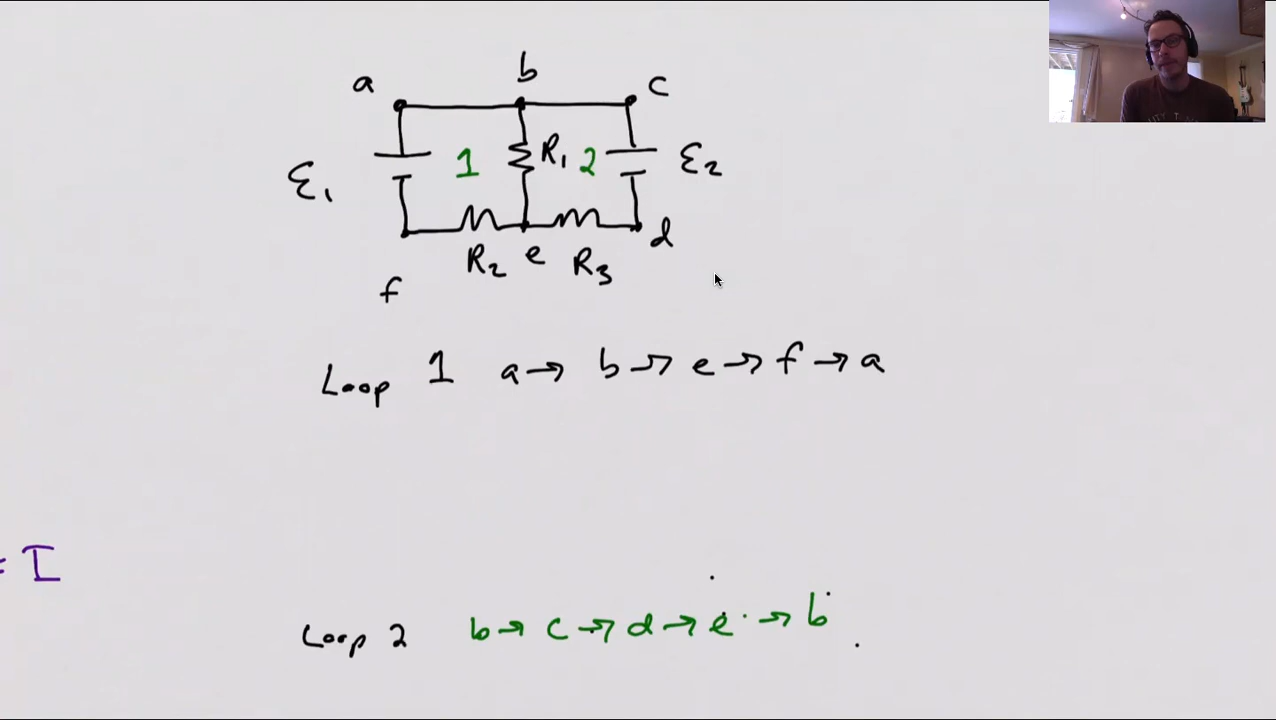 a b c
ε₁ 1 R₁ 2 ε₂
R₂ e R₃ d
f
Loop 1 a → b → e → f → a
= I
Loop 2 b → c → d → e → b